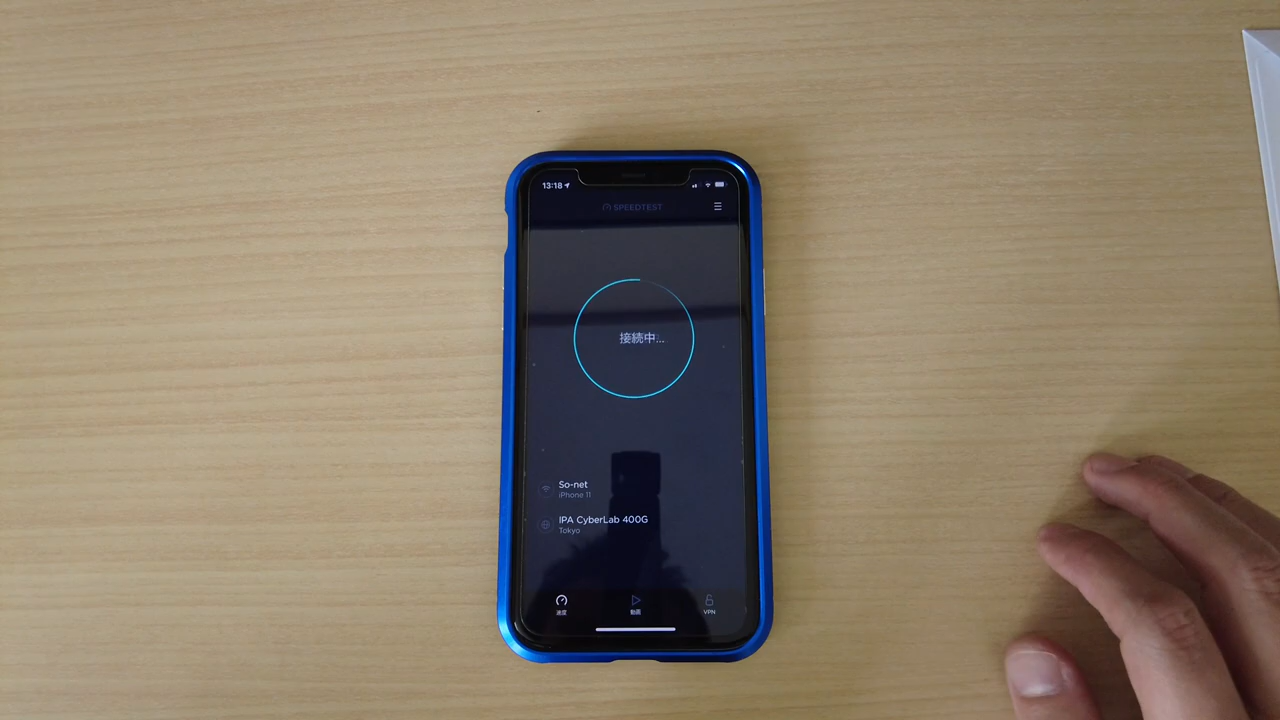 13:18
SPEEDTEST
接続中...
So-net
iPhone 11
IPA CyberLab 400G
Tokyo
速度
動画
VPN